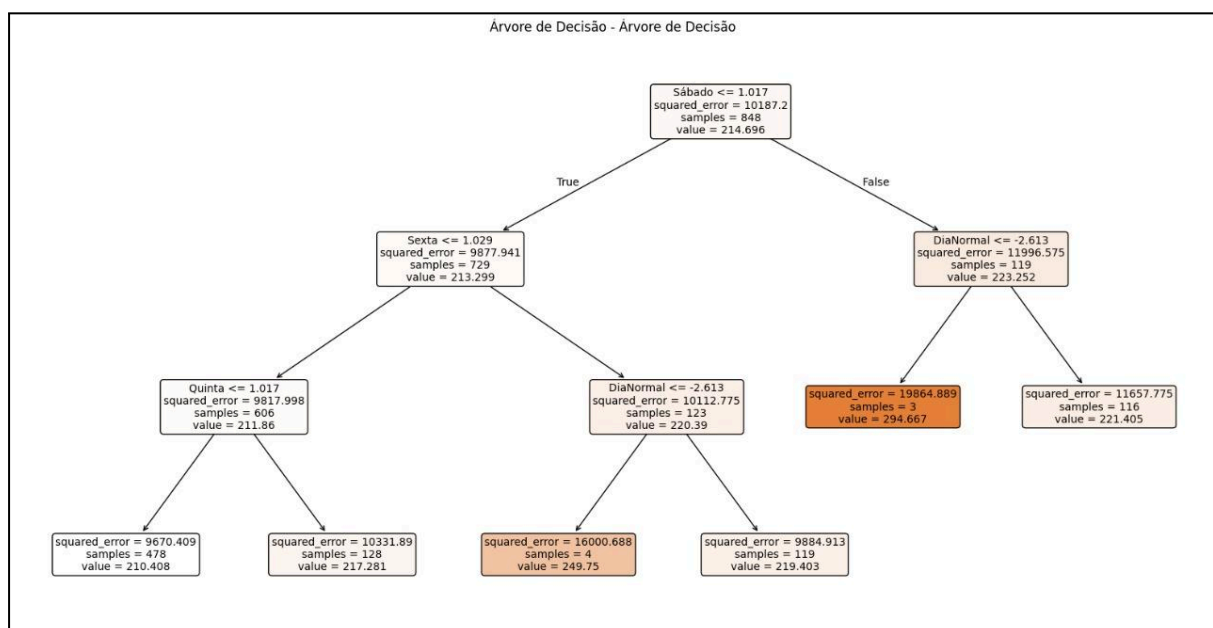 Árvore de Decisão - Árvore de Decisão
Sábado <= 1.017
squared_error = 10187.2
samples = 848
value = 214.696
True
False
Sexta <= 1.029
squared_error = 9877.941
samples = 729
value = 213.299
DiaNormal <= -2.613
squared_error = 11996.575
samples = 119
value = 223.252
Quinta <= 1.017
squared_error = 9817.998
samples = 606
value = 211.86
DiaNormal <= -2.613
squared_error = 10112.775
samples = 123
value = 220.39
squared_error = 19864.889
samples = 3
value = 294.667
squared_error = 11657.775
samples = 116
value = 221.405
squared_error = 9670.409
samples = 478
value = 210.408
squared_error = 10331.89
samples = 128
value = 217.281
squared_error = 16000.688
samples = 4
value = 249.75
squared_error = 9884.913
samples = 119
value = 219.403